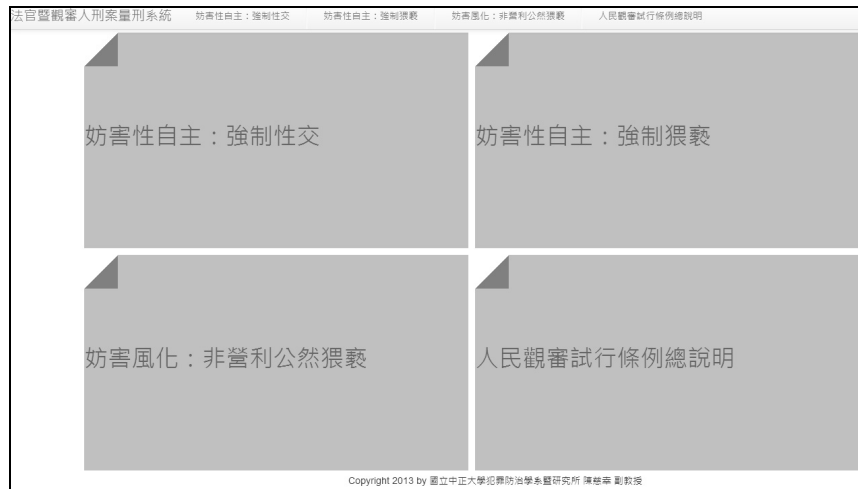 法官暨觀審人刑案量刑系統 妨害性自主：強制性交 妨害性自主：強制猥褻 妨害風化：非營利公然猥褻 人民觀審試行條例總說明
妨害性自主：強制性交
妨害性自主：強制猥褻
妨害風化：非營利公然猥褻
人民觀審試行條例總說明
Copyright 2013 by 國立中正大學犯罪防治學系暨研究所 陳慈幸 副教授